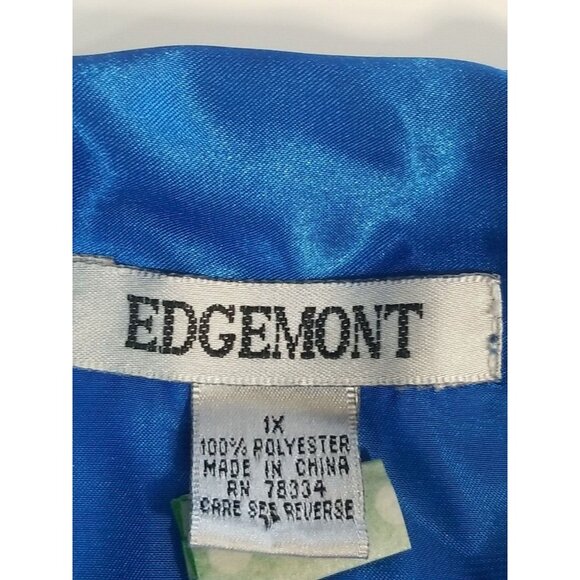 EDGEMONT
1X
100% POLYESTER
MADE IN CHINA
RN 78334
CARE SEE REVERSE